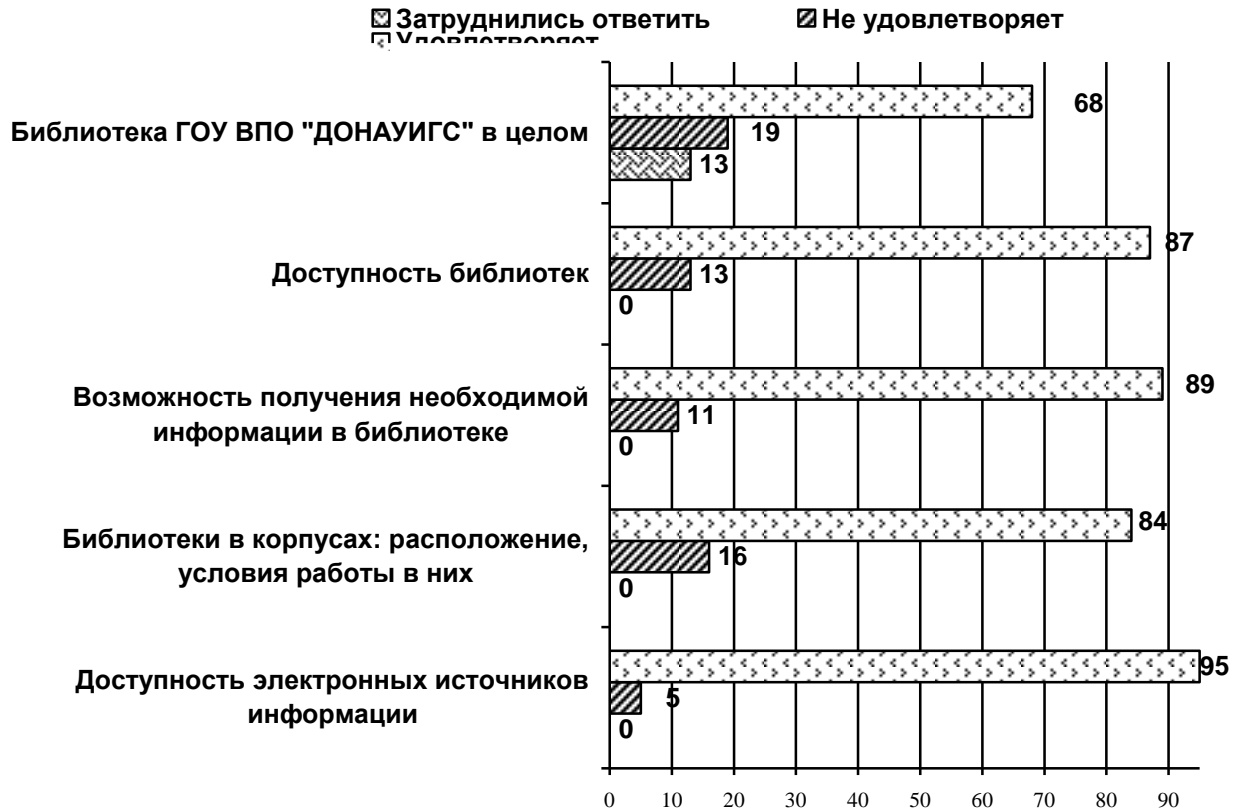 Затруднились ответить Не удовлетворяет
Удовлетворяет
Библиотека ГОУ ВПО "ДОНАУИГС" в целом
68
19
13
Доступность библиотек
87
13
0
Возможность получения необходимой
информации в библиотеке
89
11
0
Библиотеки в корпусах: расположение,
условия работы в них
84
16
0
Доступность электронных источников
информации
95
5
0
0 10 20 30 40 50 60 70 80 90